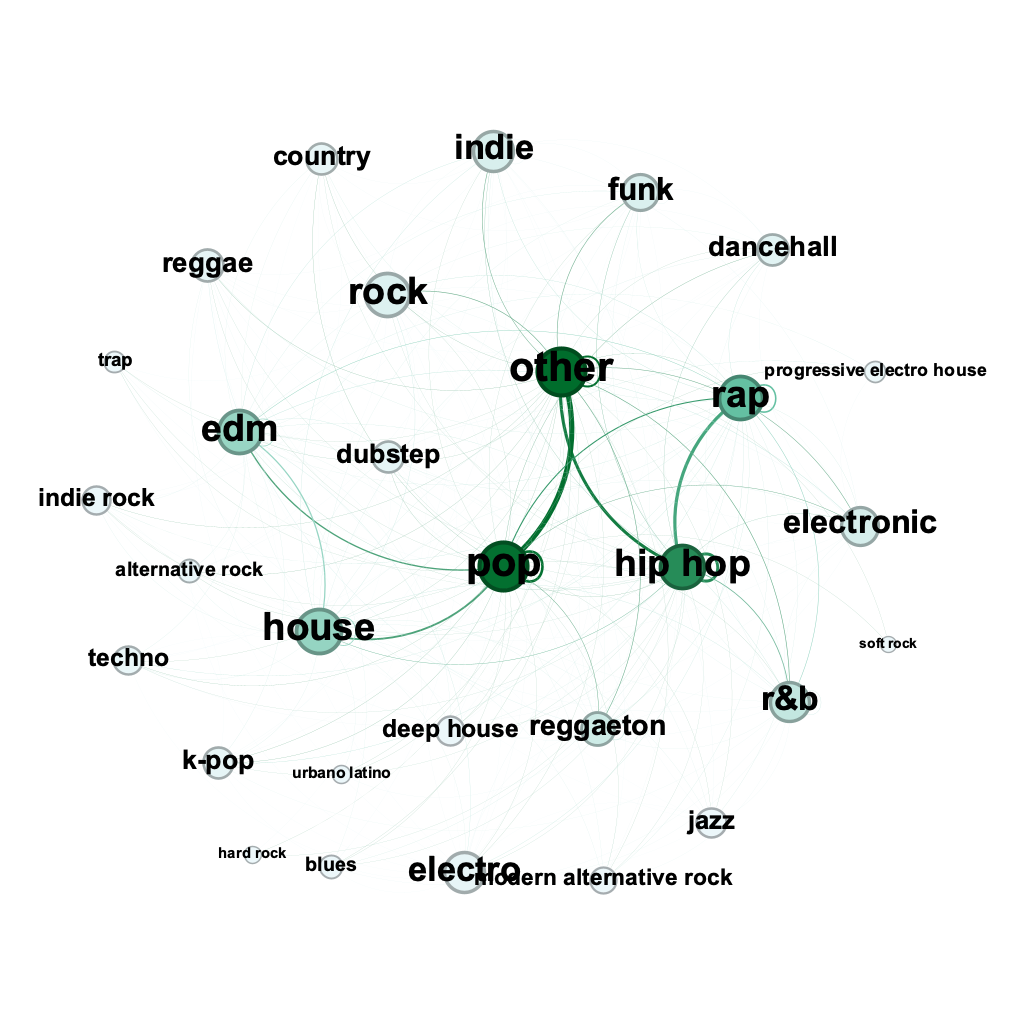 indie
country
funk
dancehall
reggae
rock
trap
other
progressive electro house
rap
edm
dubstep
indie rock
electronic
alternative rock
pop
hip hop
house
soft rock
techno
r&b
deep house
reggaeton
k-pop
urbano latino
jazz
hard rock
blues
electro
modern alternative rock